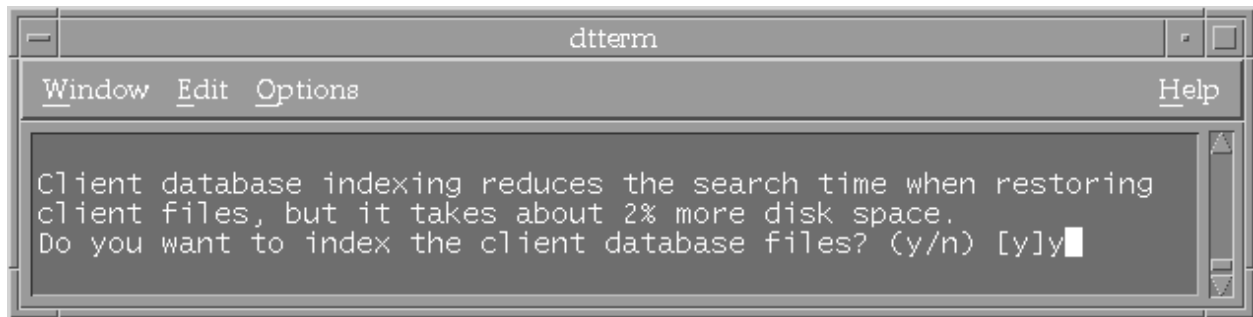 dtterm
Window Edit Options Help
Client database indexing reduces the search time when restoring
client files, but it takes about 2% more disk space.
Do you want to index the client database files? (y/n) [y]y